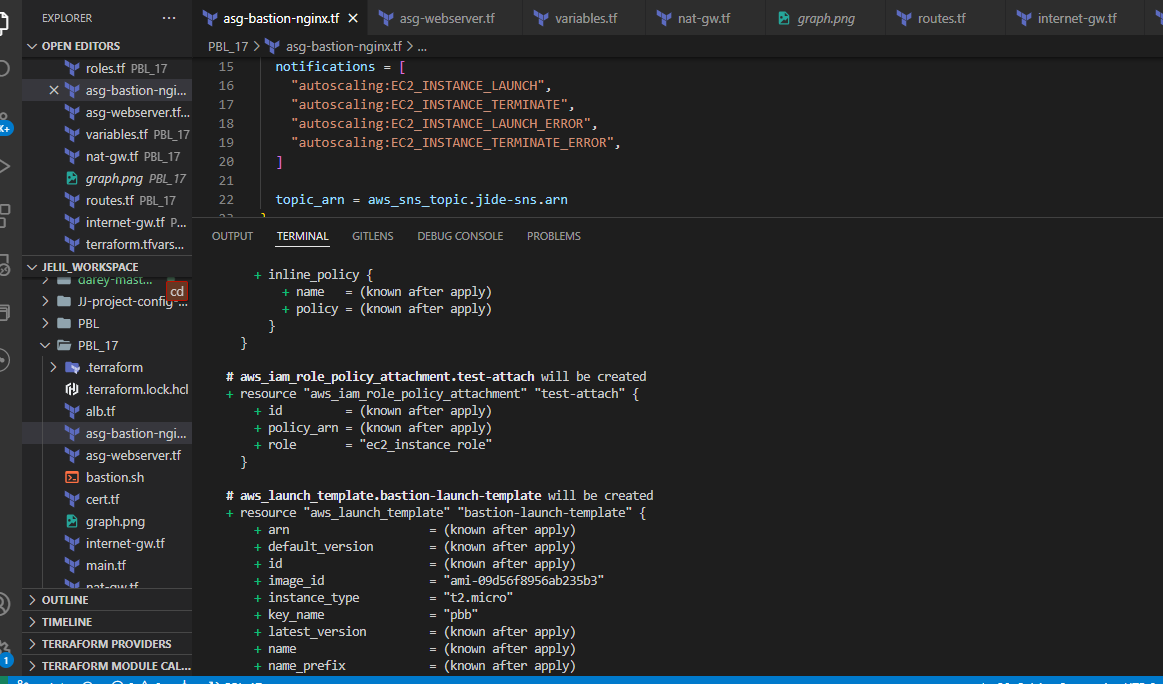 EXPLORER
OPEN EDITORS
roles.tf PBL_17
asg-bastion-ngi...
asg-webserver.tf...
variables.tf PBL_17
nat-gw.tf PBL_17
graph.png PBL_17
routes.tf PBL_17
internet-gw.tf P...
terraform.tfvars...
JELIL_WORKSPACE
darey-mast...
cd
JJ-project-config-...
PBL
PBL_17
.terraform
.terraform.lock.hcl
alb.tf
asg-bastion-ngi...
asg-webserver.tf
bastion.sh
cert.tf
graph.png
internet-gw.tf
main.tf
nat-gw.tf
OUTLINE
TIMELINE
TERRAFORM PROVIDERS
TERRAFORM MODULE CAL...
asg-bastion-nginx.tf asg-webserver.tf variables.tf nat-gw.tf graph.png routes.tf internet-gw.tf
PBL_17 > asg-bastion-nginx.tf > ...
15 notifications = [
16 "autoscaling:EC2_INSTANCE_LAUNCH",
17 "autoscaling:EC2_INSTANCE_TERMINATE",
18 "autoscaling:EC2_INSTANCE_LAUNCH_ERROR",
19 "autoscaling:EC2_INSTANCE_TERMINATE_ERROR",
20 ]
21
22 topic_arn = aws_sns_topic.jide-sns.arn
OUTPUT TERMINAL GITLENS DEBUG CONSOLE PROBLEMS
+ inline_policy {
+ name = (known after apply)
+ policy = (known after apply)
}
}
# aws_iam_role_policy_attachment.test-attach will be created
+ resource "aws_iam_role_policy_attachment" "test-attach" {
+ id = (known after apply)
+ policy_arn = (known after apply)
+ role = "ec2_instance_role"
}
# aws_launch_template.bastion-launch-template will be created
+ resource "aws_launch_template" "bastion-launch-template" {
+ arn = (known after apply)
+ default_version = (known after apply)
+ id = (known after apply)
+ image_id = "ami-09d56f8956ab235b3"
+ instance_type = "t2.micro"
+ key_name = "pbb"
+ latest_version = (known after apply)
+ name = (known after apply)
+ name_prefix = (known after apply)